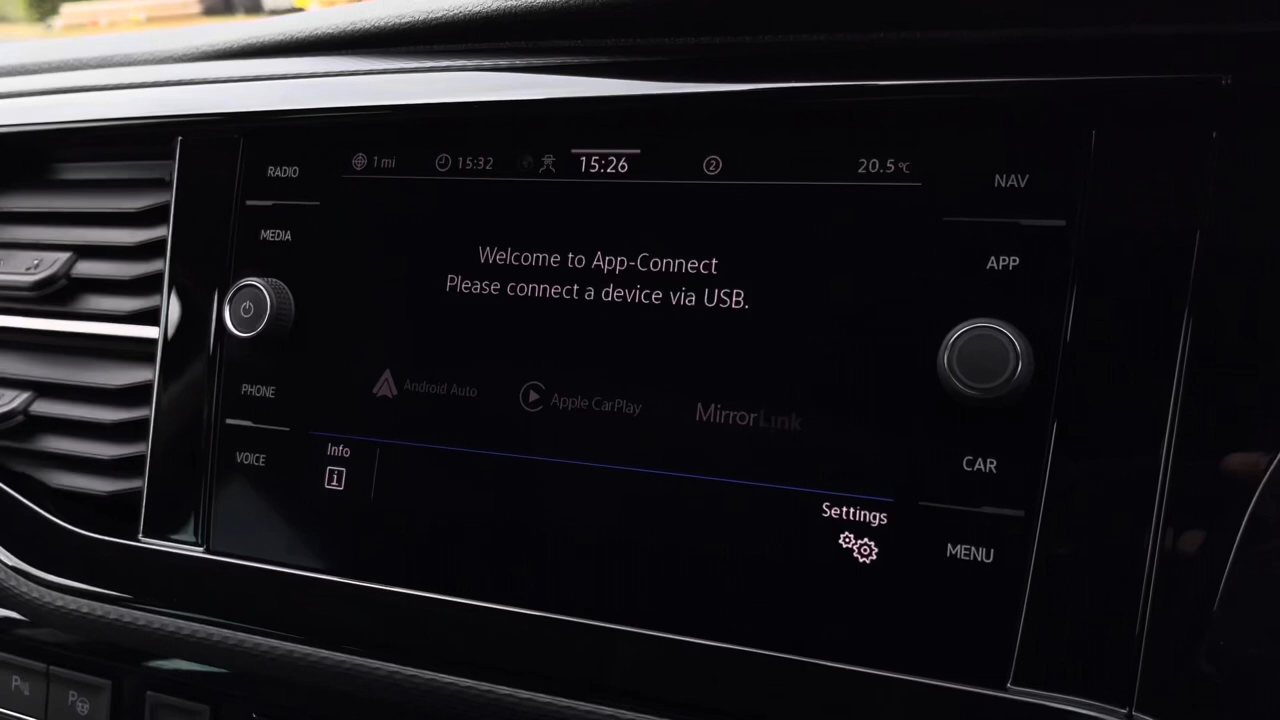 RADIO
1 mi
15:32
15:26
2
20.5°C
NAV
MEDIA
APP
Welcome to App-Connect
Please connect a device via USB.
Android Auto
Apple CarPlay
MirrorLink
PHONE
VOICE
Info
i
CAR
Settings
MENU
P
P